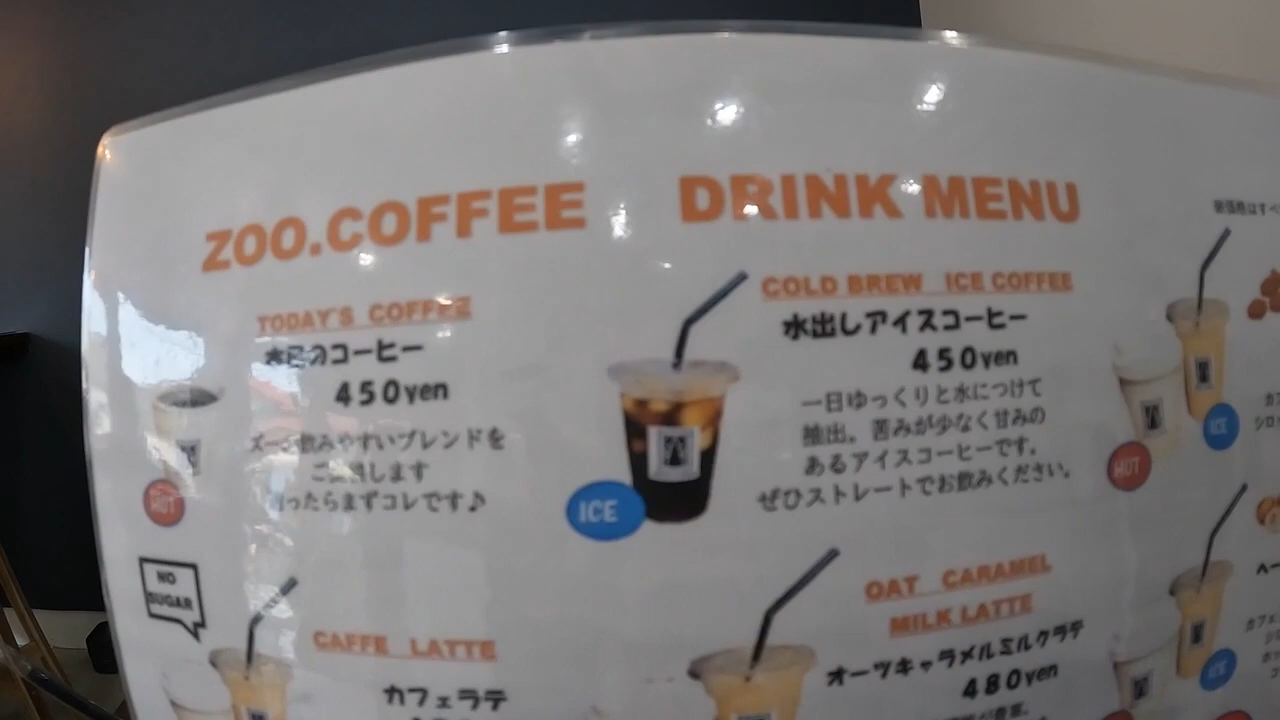 ZOO.COFFEE DRINK MENU
TODAY'S COFFEE
本日のコーヒー
450yen
飲みやすいブレンドを
ご提供します
ったらまずコレです♪
HOT
COLD BREW ICE COFFEE
水出しアイスコーヒー
450yen
一日ゆっくりと水につけて
抽出。苦みが少なく甘みの
あるアイスコーヒーです。
ぜひストレートでお飲みください。
ICE
HOT
ICE
NO
SUGAR
CAFFE LATTE
カフェラテ
OAT CARAMEL
MILK LATTE
オーツキャラメルミルクラテ
480yen
ICE